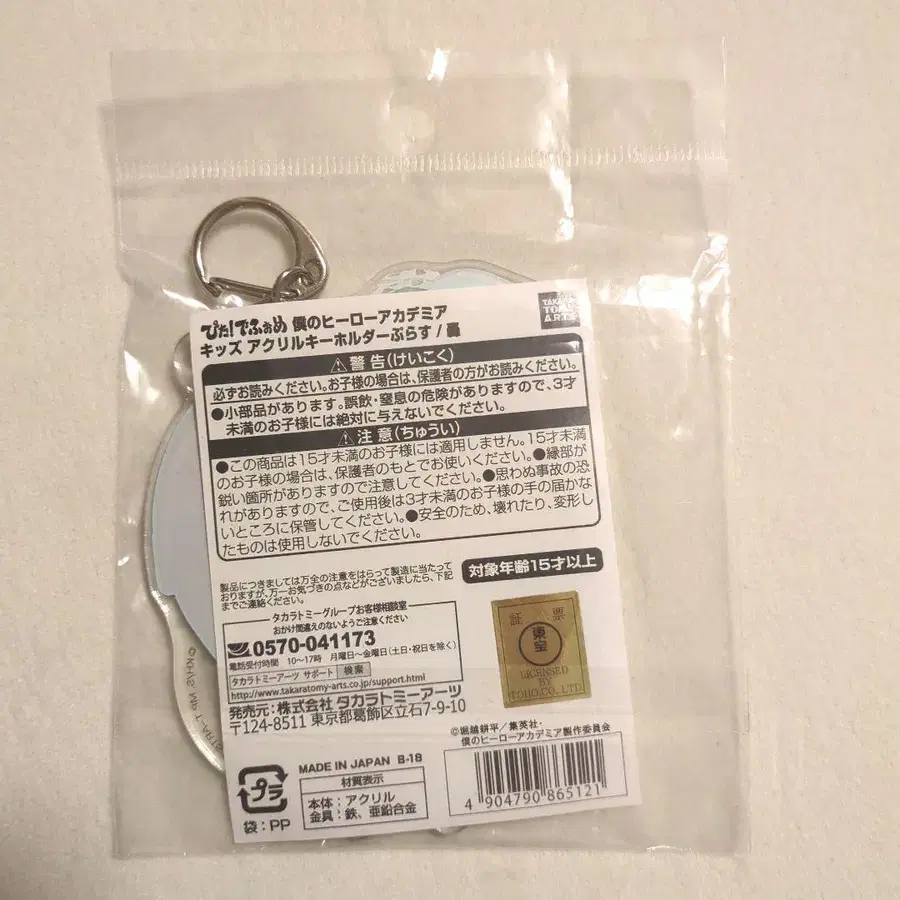 TAKARA TOMY ARTS
ぴた!でふぉめ 僕のヒーローアカデミア
キッズ アクリルキーホルダーぷらす/轟
⚠警告(けいこく)
必ずお読みください。お子様の場合は、保護者の方がお読みください。
●小部品があります。誤飲・窒息の危険がありますので、3才
未満のお子様には絶対に与えないでください。
⚠注意(ちゅうい)
●この商品は15才未満のお子様には適用しません。15才未満
のお子様の場合は、保護者のもとでお使いください。●縁部が
鋭い箇所がありますので注意してください。●思わぬ事故の恐
れがありますので、ご使用後は3才未満のお子様の手の届かな
いところに保管してください。●安全のため、壊れたり、変形し
たものは使用しないでください。
製品につきましては万全の注意をはらって製造に当たって
おりますが、万一お気づきの点などがございましたら、下記
までご連絡ください。
対象年齢15才以上
タカラトミーグループお客様相談室
おかけ間違えのないようご注意ください
0570-041173
電話受付時間 10〜17時 月曜日〜金曜日(土・日・祝日を除く)
タカラトミーアーツ サポート 検索
http://www.takaratomy-arts.co.jp/support.html
発売元:株式会社 タカラトミーアーツ
〒124-8511 東京都葛飾区立石7-9-10
証 票
東宝
LICENSED
BY
TOHO CO., LTD
©堀越耕平/集英社・
僕のヒーローアカデミア製作委員会
MADE IN JAPAN B-18
材質表示
本体:アクリル
金具:鉄、亜鉛合金
プラ
袋:PP
4 904790 865121